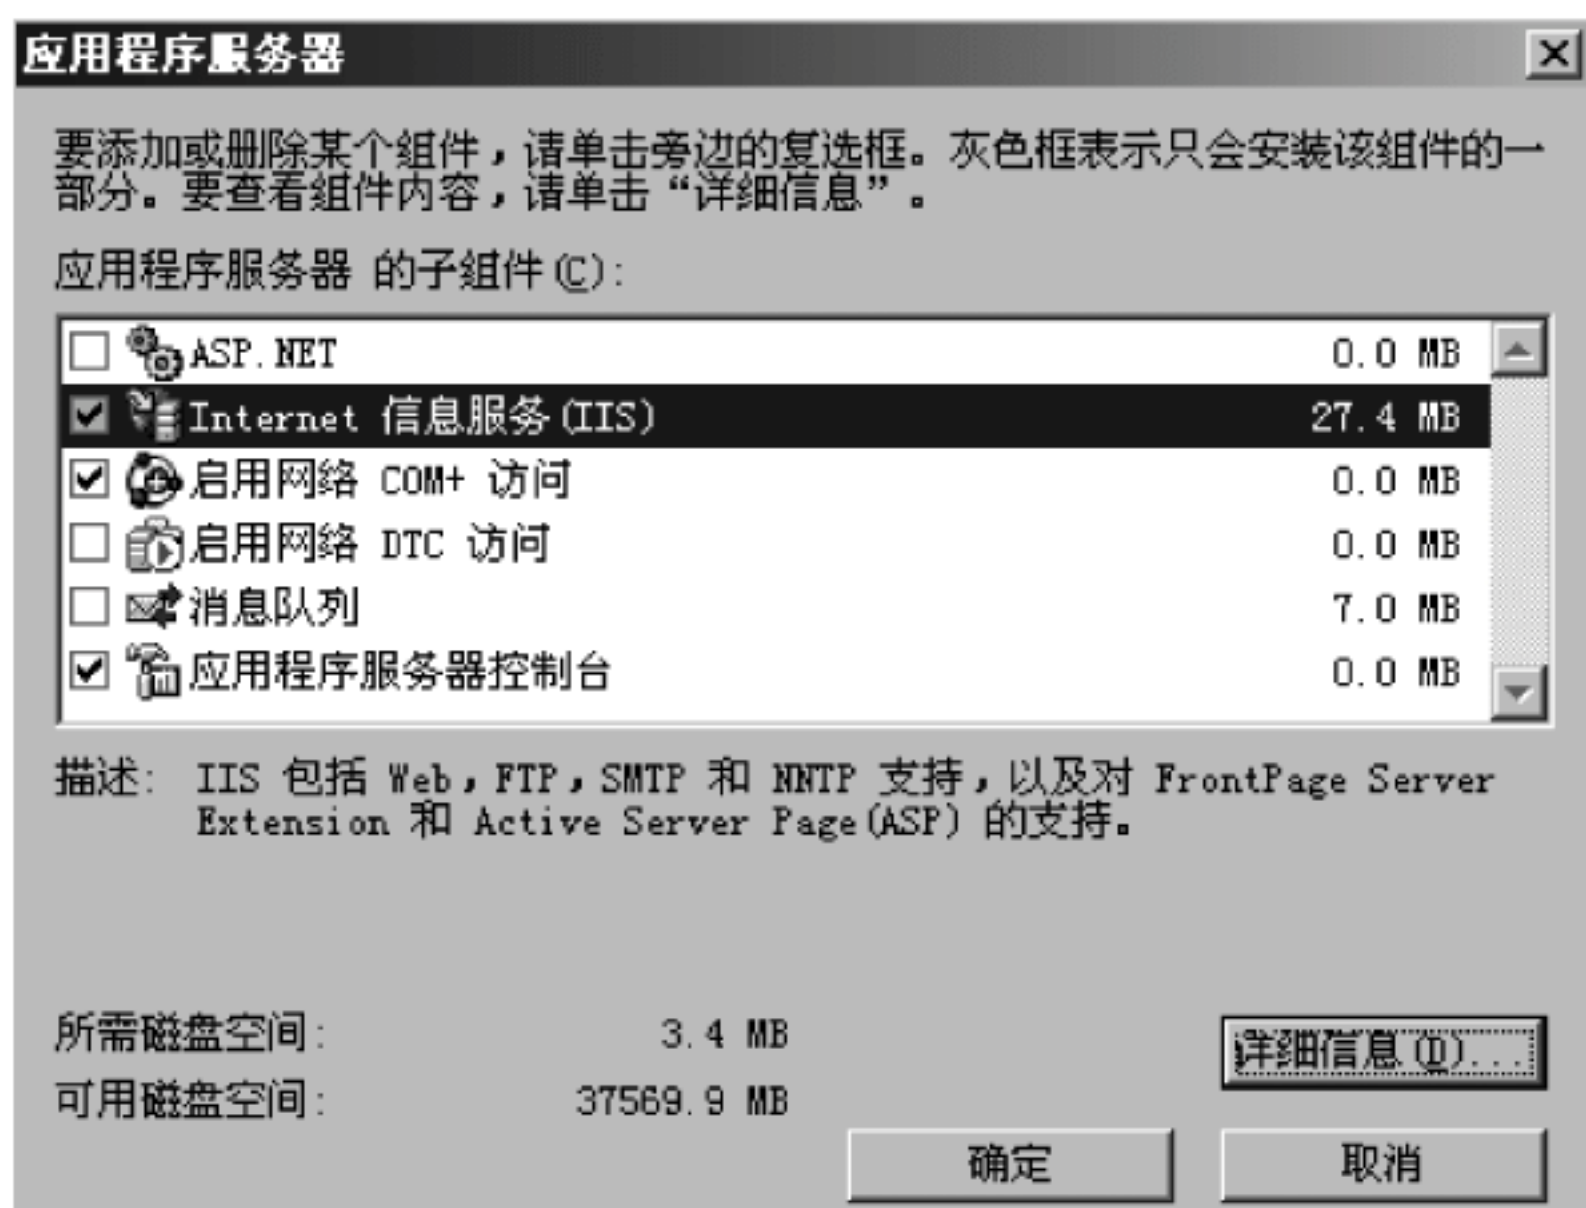 应用程序服务器
要添加或删除某个组件，请单击旁边的复选框。灰色框表示只会安装该组件的一
部分。要查看组件内容，请单击“详细信息”。
应用程序服务器 的子组件(C):
ASP.NET 0.0 MB
Internet 信息服务(IIS) 27.4 MB
启用网络 COM+ 访问 0.0 MB
启用网络 DTC 访问 0.0 MB
消息队列 7.0 MB
应用程序服务器控制台 0.0 MB
描述: IIS 包括 Web，FTP，SMTP 和 NNTP 支持，以及对 FrontPage Server
Extension 和 Active Server Page(ASP) 的支持。
所需磁盘空间: 3.4 MB
详细信息(D)...
可用磁盘空间: 37569.9 MB
确定 取消